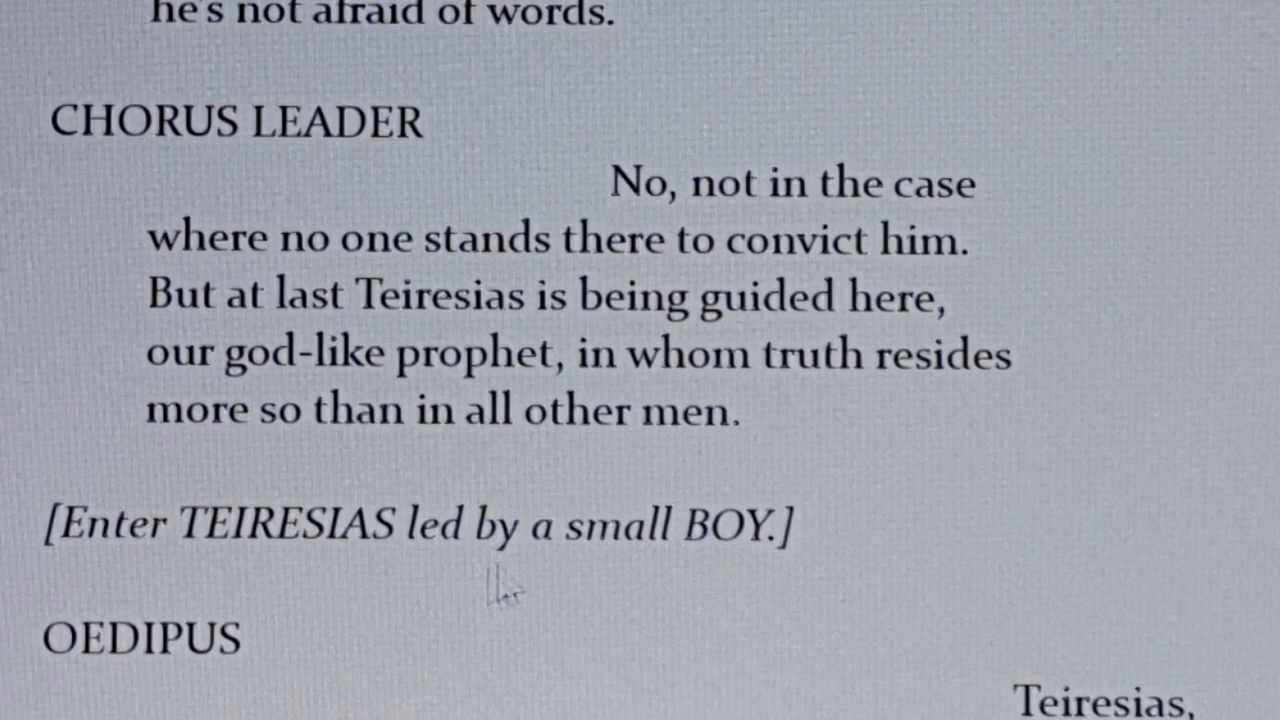 he's not afraid of words.
CHORUS LEADER
No, not in the case
where no one stands there to convict him.
But at last Teiresias is being guided here,
our god-like prophet, in whom truth resides
more so than in all other men.
[Enter TEIRESIAS led by a small BOY.]
OEDIPUS
Teiresias,